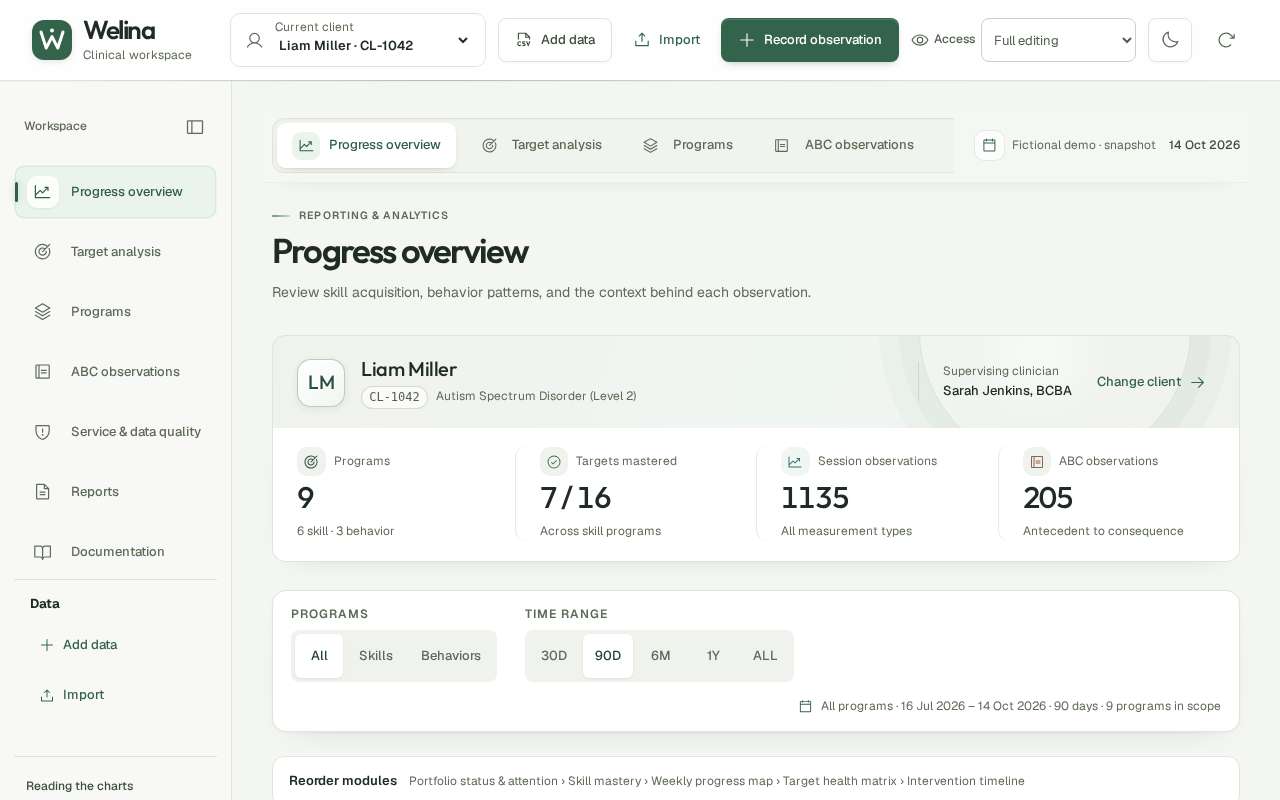 Welina
Clinical workspace
Current client
Liam Miller · CL-1042
CSV
Add data
Import
Record observation
Access
Full editing
Workspace
Progress overview
Target analysis
Programs
ABC observations
Service & data quality
Reports
Documentation
Data
Add data
Import
Reading the charts
Progress overview
Target analysis
Programs
ABC observations
Fictional demo · snapshot
14 Oct 2026
REPORTING & ANALYTICS
Progress overview
Review skill acquisition, behavior patterns, and the context behind each observation.
LM
Liam Miller
CL-1042
Autism Spectrum Disorder (Level 2)
Supervising clinician
Sarah Jenkins, BCBA
Change client
Programs
9
6 skill · 3 behavior
Targets mastered
7/16
Across skill programs
Session observations
1135
All measurement types
ABC observations
205
Antecedent to consequence
PROGRAMS
All
Skills
Behaviors
TIME RANGE
30D
90D
6M
1Y
ALL
All programs · 16 Jul 2026 – 14 Oct 2026 · 90 days · 9 programs in scope
Reorder modules
Portfolio status & attention › Skill mastery › Weekly progress map › Target health matrix › Intervention timeline